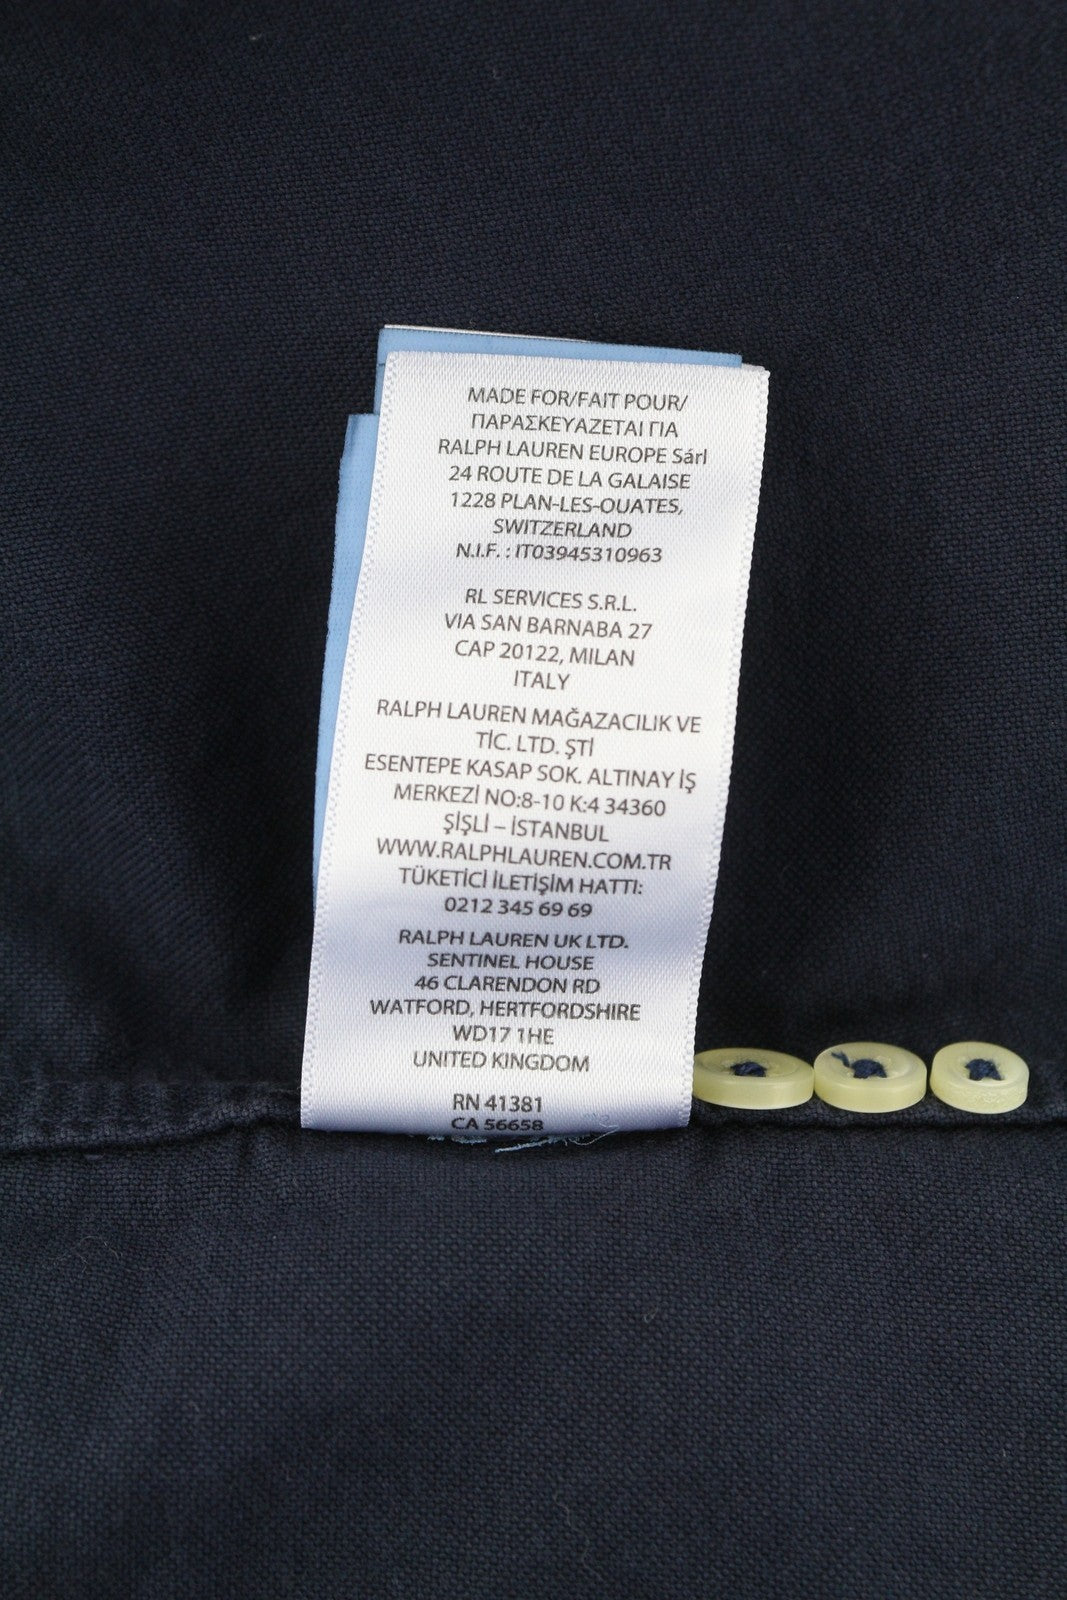 MADE FOR/FAIT POUR/
ΠΑΡΑΣΚΕΥΑΖΕΤΑΙ ΓΙΑ
RALPH LAUREN EUROPE Sárl
24 ROUTE DE LA GALAISE
1228 PLAN-LES-OUATES,
SWITZERLAND
N.I.F. : IT03945310963
RL SERVICES S.R.L.
VIA SAN BARNABA 27
CAP 20122, MILAN
ITALY
RALPH LAUREN MAĞAZACILIK VE
TİC. LTD. ŞTİ
ESENTEPE KASAP SOK. ALTINAY İŞ
MERKEZİ NO:8-10 K:4 34360
ŞİŞLİ – İSTANBUL
WWW.RALPHLAUREN.COM.TR
TÜKETİCİ İLETİŞİM HATTI:
0212 345 69 69
RALPH LAUREN UK LTD.
SENTINEL HOUSE
46 CLARENDON RD
WATFORD, HERTFORDSHIRE
WD17 1HE
UNITED KINGDOM
RN 41381
CA 56658